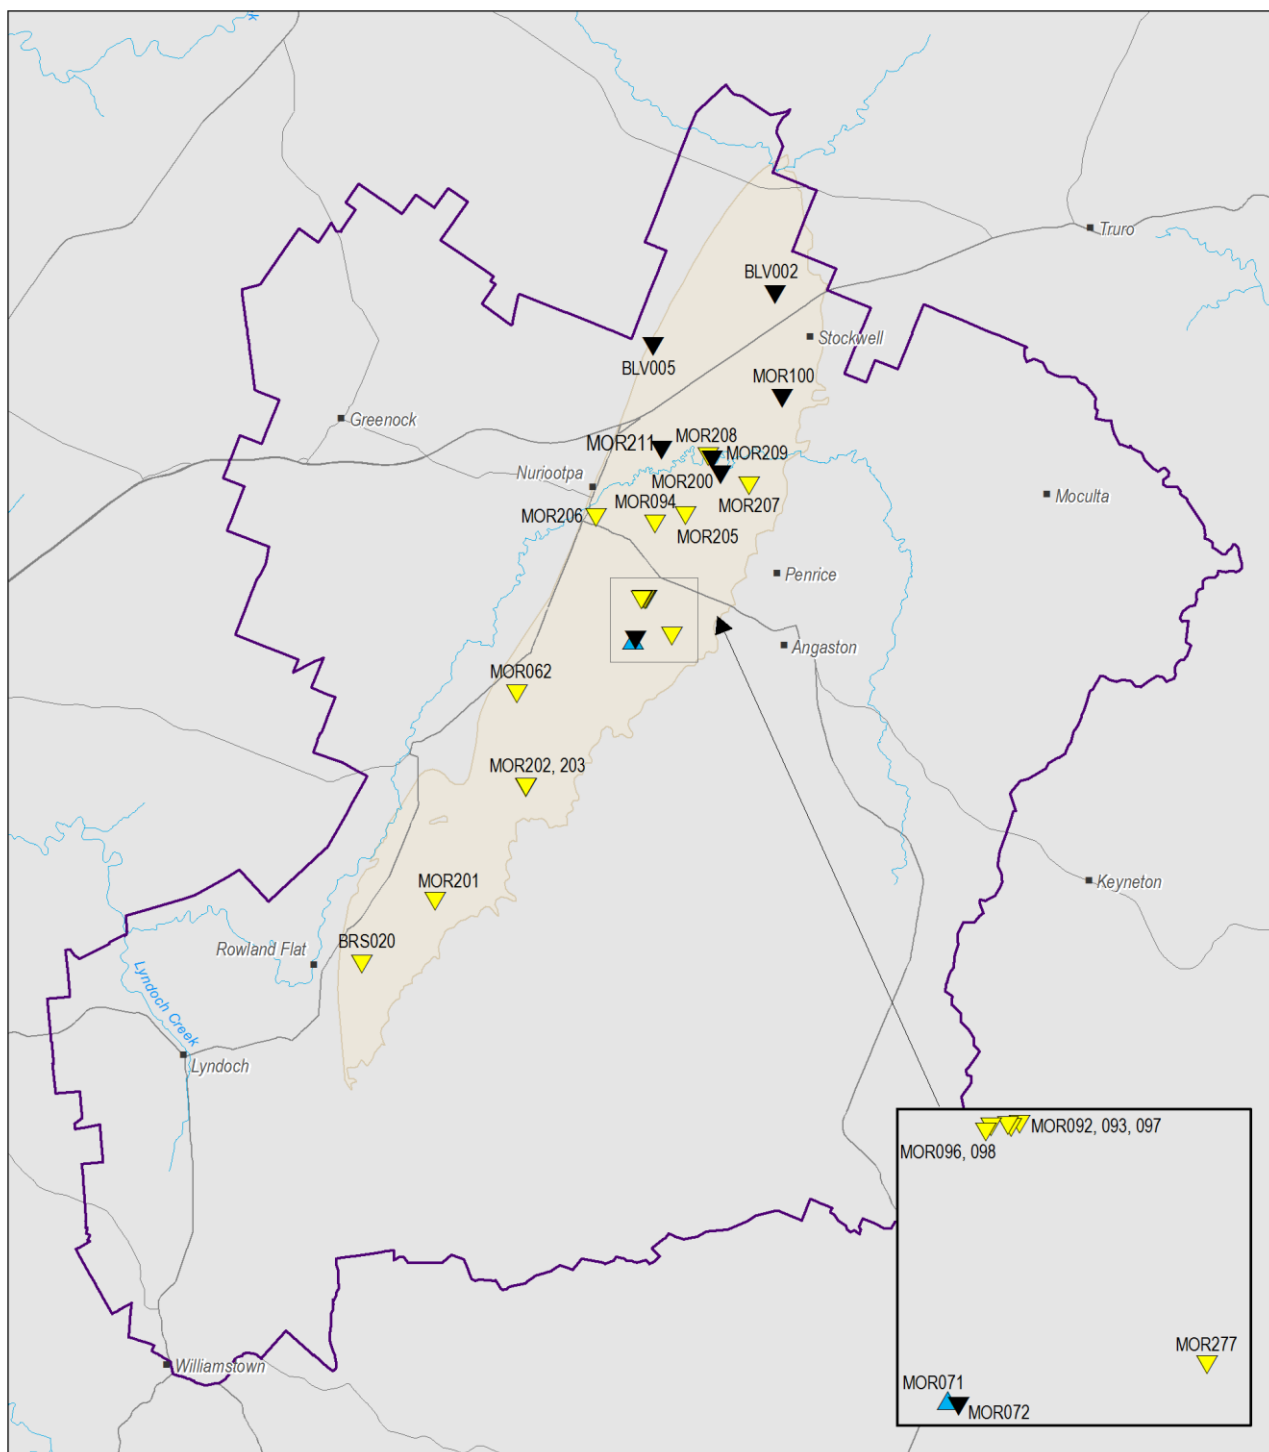 k
Truro
BLV002
Stockwell
BLV005
MOR100
Greenock
MOR211
MOR208
MOR209
Nuriootpa
MOR200
Moculta
MOR094
MOR207
MOR206
MOR205
Penrice
Angaston
MOR062
MOR202, 203
MOR201
Keyneton
BRS020
Rowland Flat
Lyndoch Creek
Lyndoch
MOR092, 093, 097
MOR096, 098
MOR277
Williamstown
MOR071
MOR072